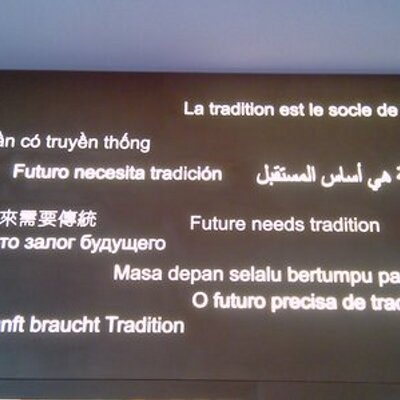 La tradition est le socle de
có truyền thống
Futuro necesita tradición
هي أساس المستقبل
來需要傳統
Future needs tradition
то залог будущего
Masa depan selalu bertumpu pa
O futuro precisa de trad
nft braucht Tradition